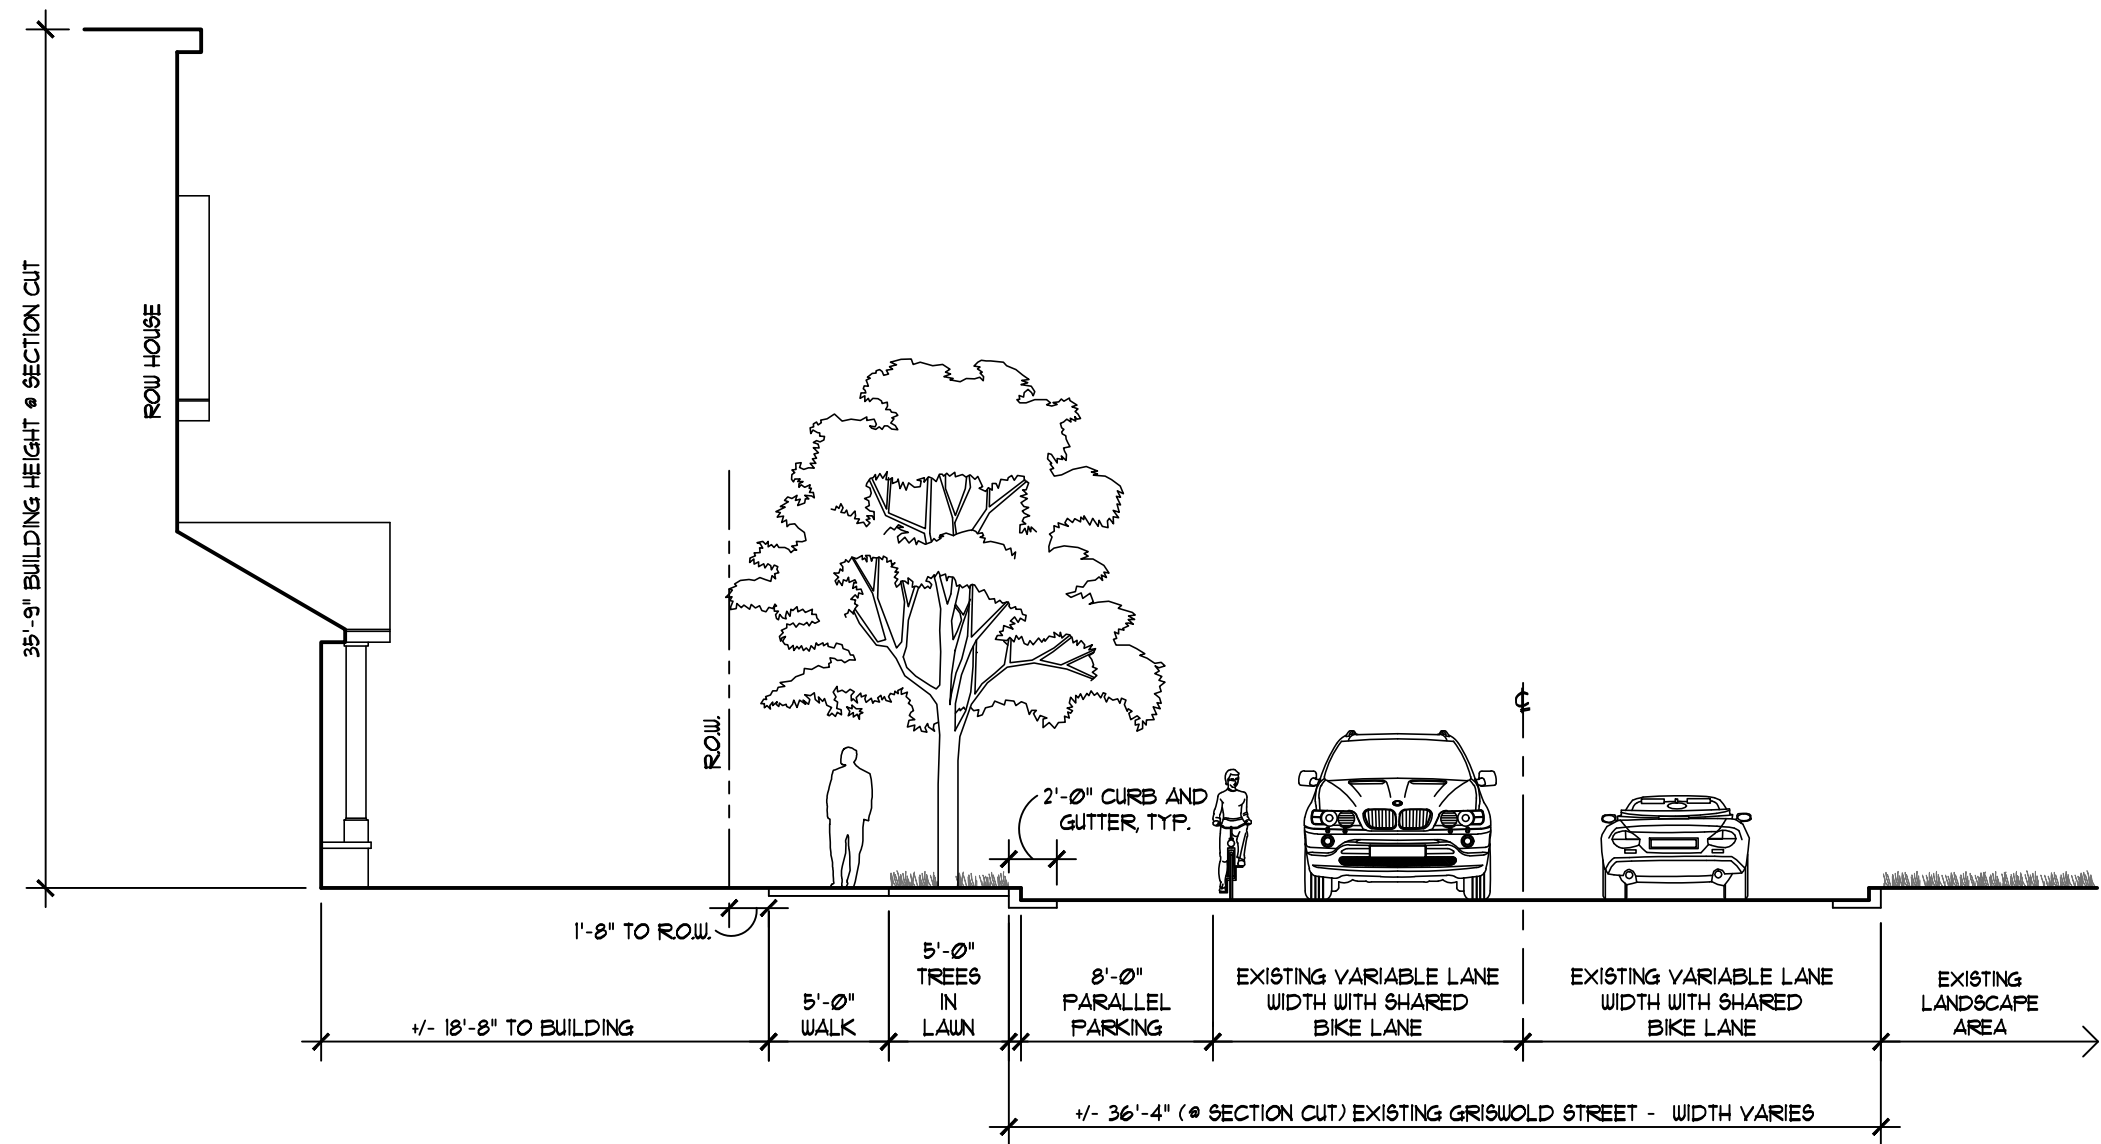 35'-9" BUILDING HEIGHT @ SECTION CUT
ROW HOUSE
R.O.W.
℄
2'-0" CURB AND
GUTTER, TYP.
1'-8" TO R.O.W.
+/- 18'-8" TO BUILDING
5'-0"
WALK
5'-0"
TREES
IN
LAWN
8'-0"
PARALLEL
PARKING
EXISTING VARIABLE LANE
WIDTH WITH SHARED
BIKE LANE
EXISTING VARIABLE LANE
WIDTH WITH SHARED
BIKE LANE
EXISTING
LANDSCAPE
AREA
+/- 36'-4" (@ SECTION CUT) EXISTING GRISWOLD STREET - WIDTH VARIES